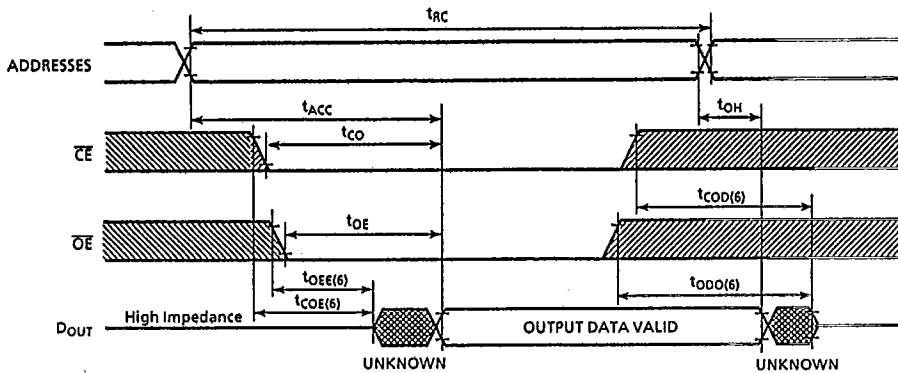 tRC
ADDRESSES
tACC
tOH
tCO
CE
tCOD(6)
tOE
OE
tOEE(6)
tODO(6)
tCOE(6)
High Impedance
DOUT
OUTPUT DATA VALID
UNKNOWN
UNKNOWN